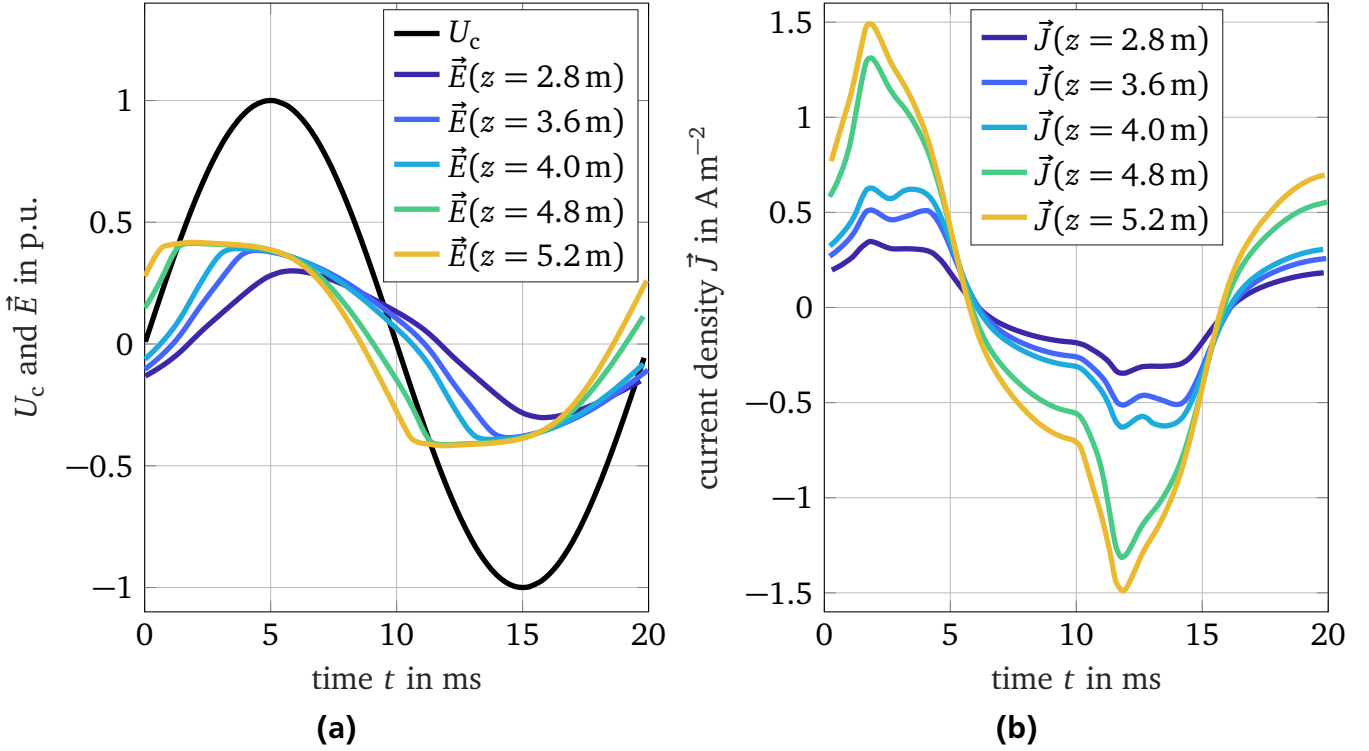 U_c
E⃗(z = 2.8 m)
E⃗(z = 3.6 m)
E⃗(z = 4.0 m)
E⃗(z = 4.8 m)
E⃗(z = 5.2 m)
1
0.5
0
−0.5
−1
U_c and E⃗ in p.u.
0 5 10 15 20
time t in ms
(a)
J⃗(z = 2.8 m)
J⃗(z = 3.6 m)
J⃗(z = 4.0 m)
J⃗(z = 4.8 m)
J⃗(z = 5.2 m)
1.5
1
0.5
0
−0.5
−1
−1.5
current density J⃗ in A m⁻²
0 5 10 15 20
time t in ms
(b)